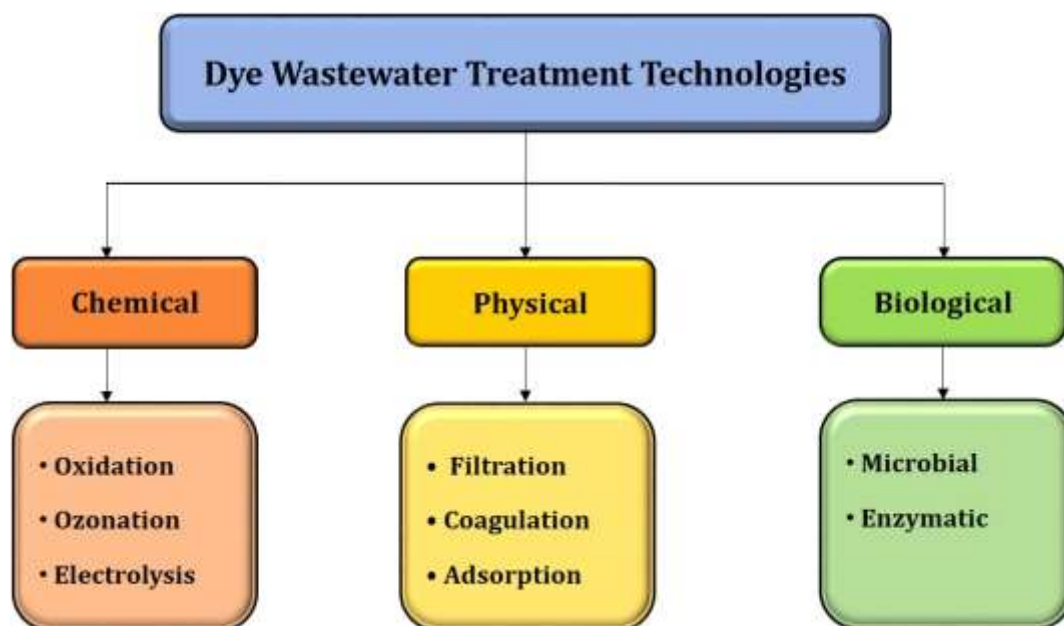 Dye Wastewater Treatment Technologies
Chemical
Physical
Biological
• Oxidation
• Ozonation
• Electrolysis
• Filtration
• Coagulation
• Adsorption
• Microbial
• Enzymatic